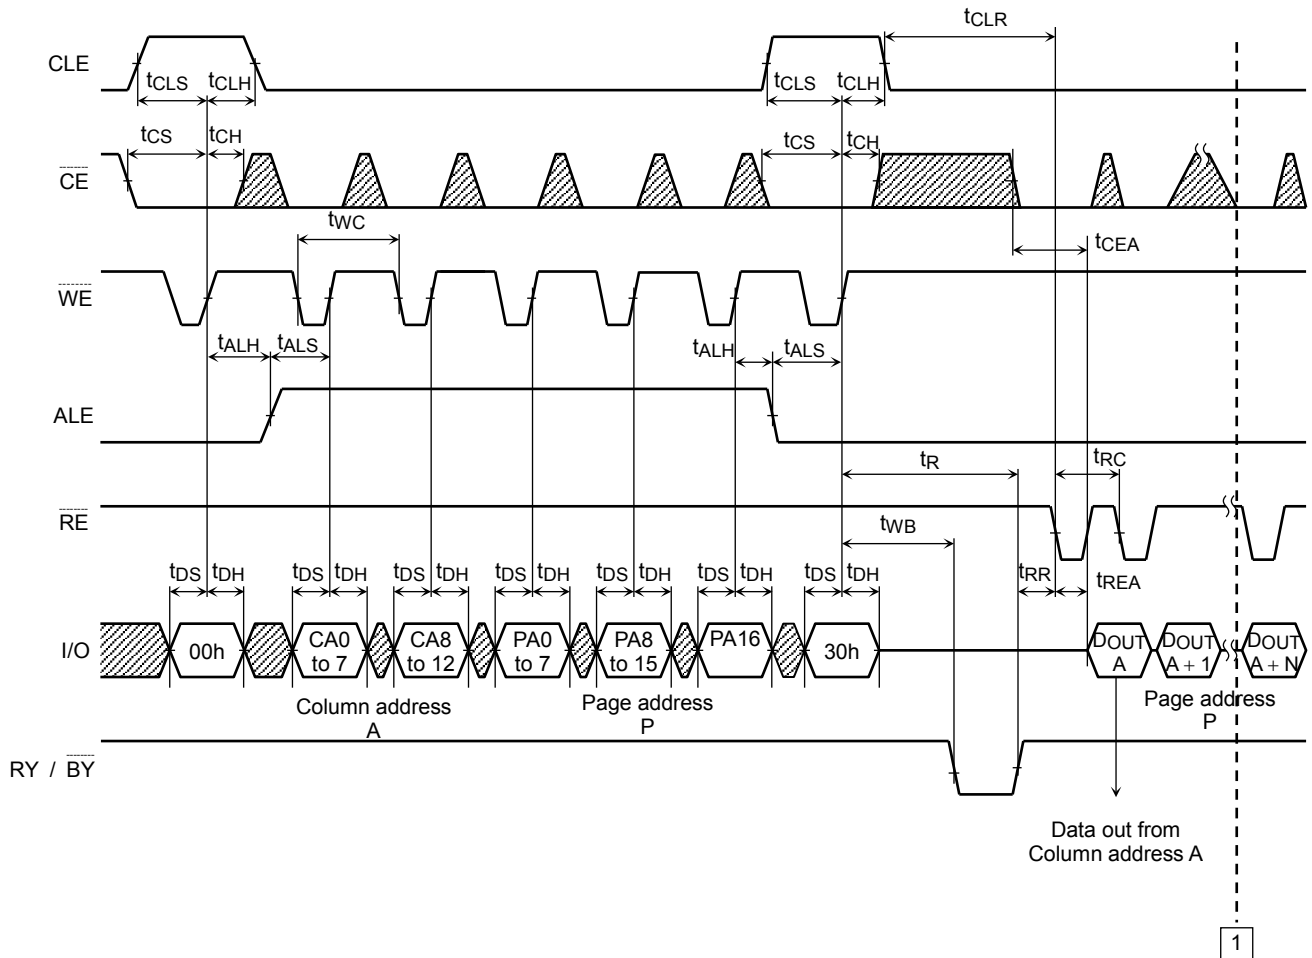 tCLR
CLE
tCLS tCLH tCLS tCLH
tCS tCH tCS tCH
CE
tWC
tCEA
WE
tALH tALS tALH tALS
ALE
tR tRC
RE
tWB
tDS tDH tDS tDH tDS tDH tDS tDH tDS tDH tDS tDH tDS tDH tRR tREA
I/O
00h
CA0 to 7
CA8 to 12
PA0 to 7
PA8 to 15
PA16
30h
DOUT A
DOUT A + 1
DOUT A + N
Column address A
Page address P
Page address P
RY / BY
Data out from
Column address A
1